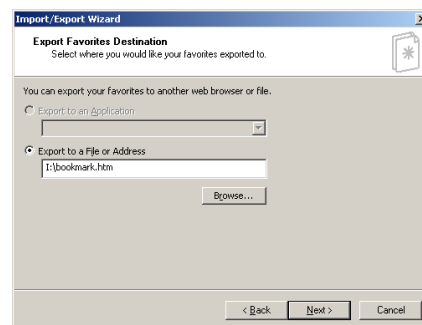 Import/Export Wizard
Export Favorites Destination
Select where you would like your favorites exported to.
You can export your favorites to another web browser or file.
Export to an Application
Export to a File or Address
I:\bookmark.htm
Browse...
< Back
Next >
Cancel